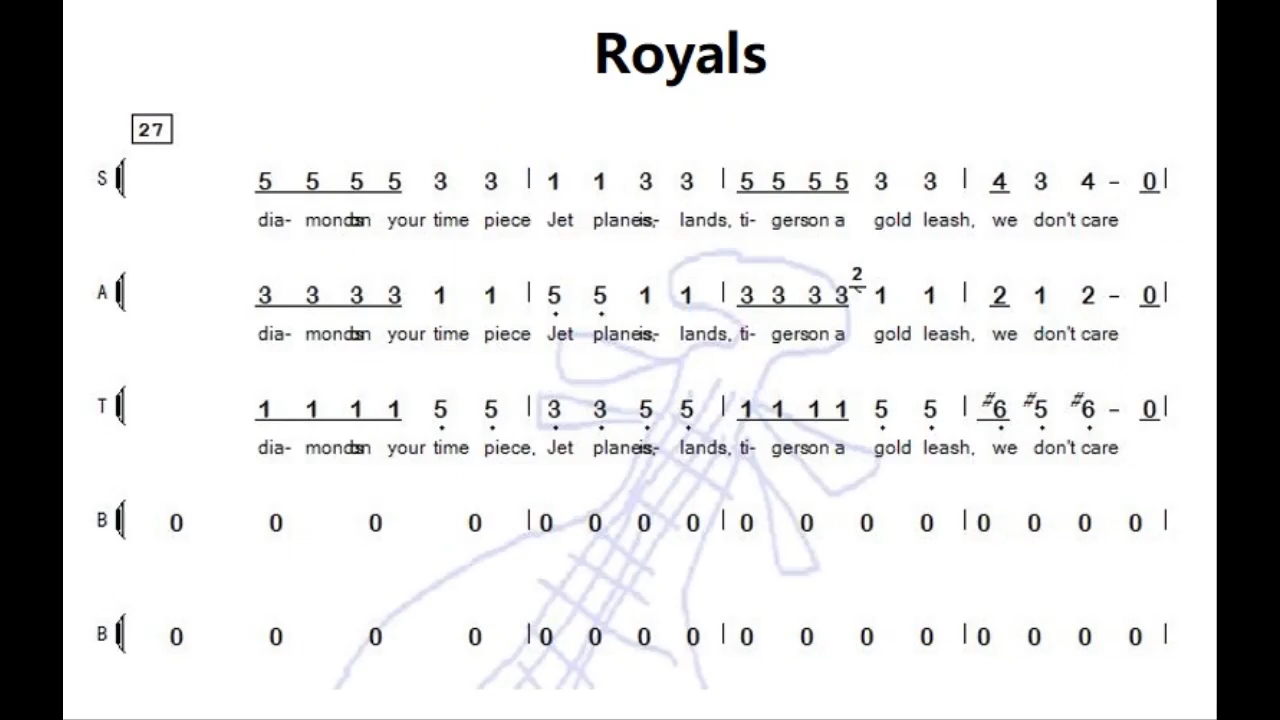 Royals
27
S 5 5 5 5 3 3 | 1 1 3 3 | 5 5 5 5 3 3 | 4 3 4 - 0 |
dia- monds on your time piece Jet planes, is- lands, ti- gers on a gold leash, we don't care
A 3 3 3 3 1 1 | 5 5 1 1 | 3 3 3 3 2 1 1 | 2 1 2 - 0 |
dia- monds on your time piece Jet planes, is- lands, ti- gers on a gold leash, we don't care
T 1 1 1 1 5 5 | 3 3 5 5 | 1 1 1 1 5 5 | #6 #5 #6 - 0 |
dia- monds on your time piece, Jet planes, is- lands, ti- gers on a gold leash, we don't care
B 0 0 0 0 | 0 0 0 0 | 0 0 0 0 | 0 0 0 0 |
B 0 0 0 0 | 0 0 0 0 | 0 0 0 0 | 0 0 0 0 |